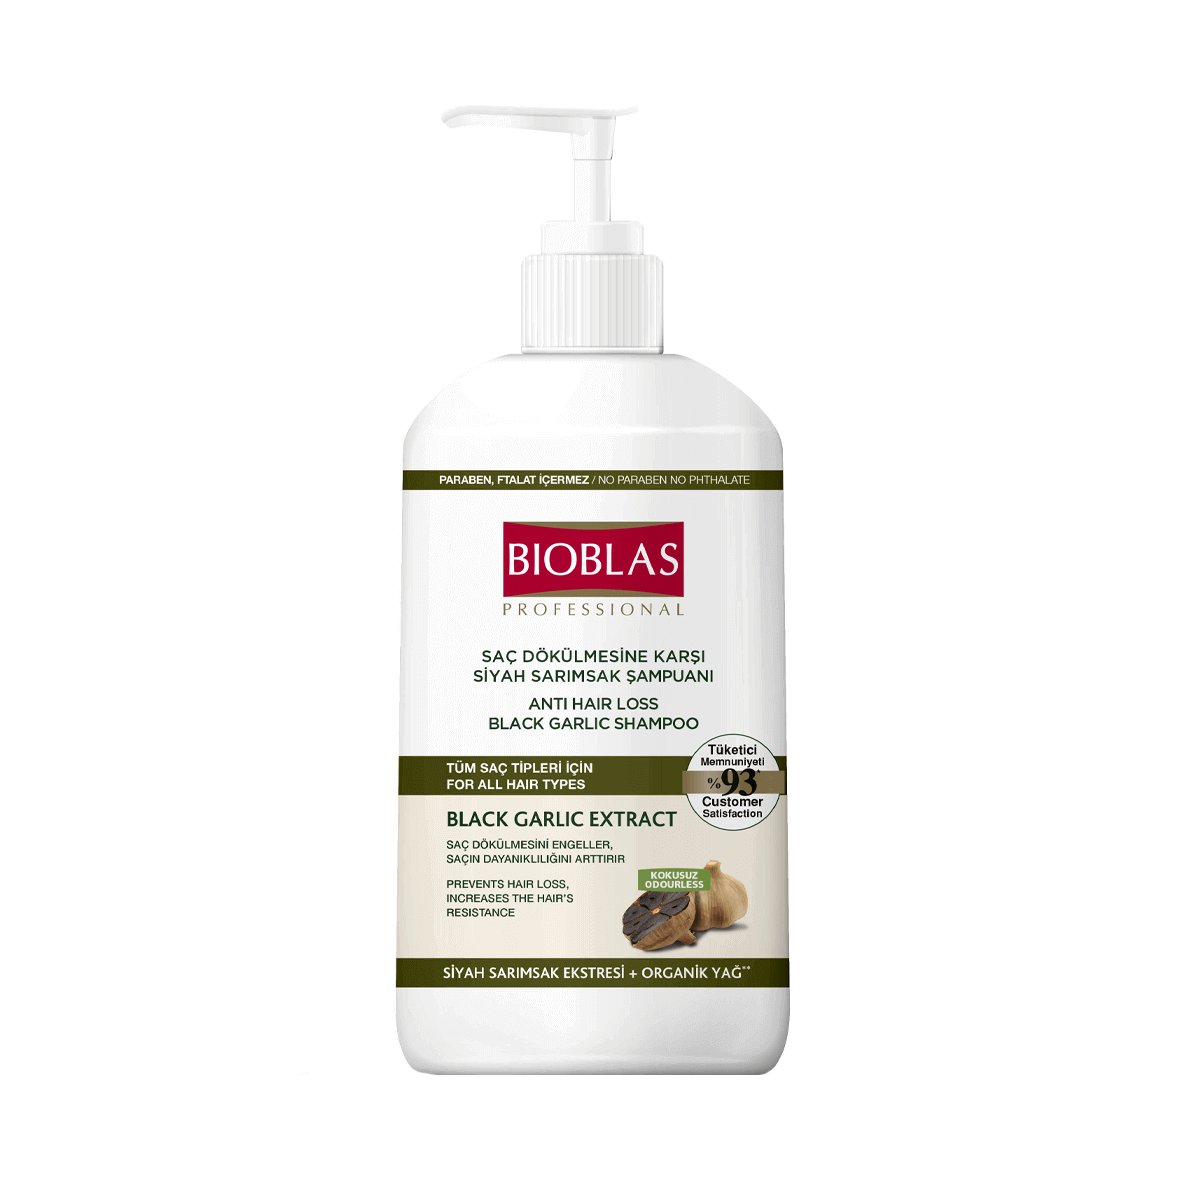 PARABEN, FTALAT İÇERMEZ / NO PARABEN NO PHTHALATE
BIOBLAS
PROFESSIONAL
SAÇ DÖKÜLMESİNE KARŞI
SİYAH SARIMSAK ŞAMPUANI
ANTI HAIR LOSS
BLACK GARLIC SHAMPOO
TÜM SAÇ TİPLERİ İÇİN
FOR ALL HAIR TYPES
Tüketici
Memnuniyeti
%93*
Customer
Satisfaction
BLACK GARLIC EXTRACT
SAÇ DÖKÜLMESİNİ ENGELLER,
SAÇIN DAYANIKLILIĞINI ARTTIRIR
PREVENTS HAIR LOSS,
INCREASES THE HAIR'S
RESISTANCE
KOKUSUZ
ODOURLESS
SİYAH SARIMSAK EKSTRESİ + ORGANİK YAĞ**